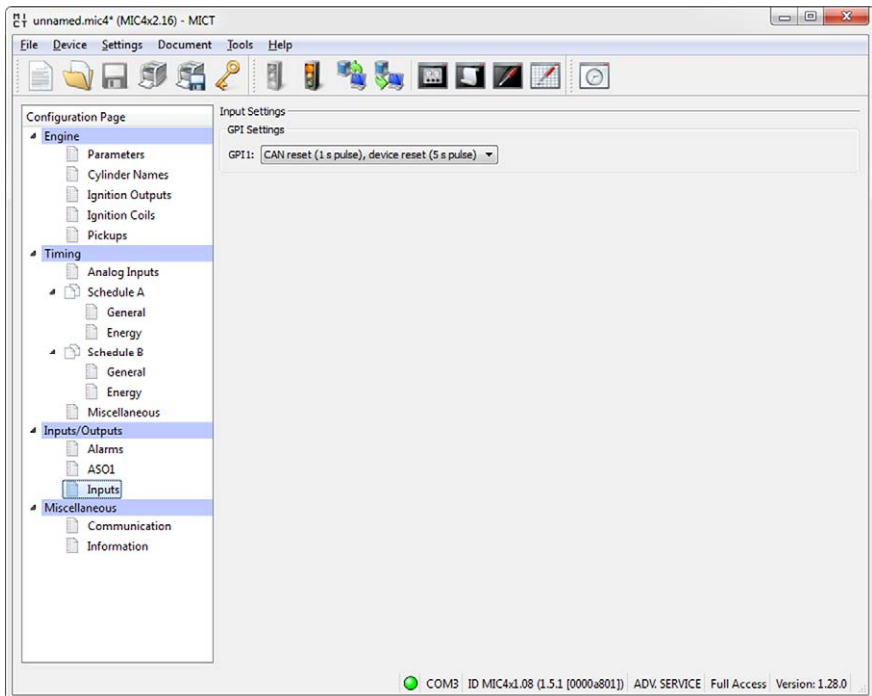 unnamed.mic4* (MIC4x2.16) - MICT
File Device Settings Document Tools Help
Configuration Page
Engine
Parameters
Cylinder Names
Ignition Outputs
Ignition Coils
Pickups
Timing
Analog Inputs
Schedule A
General
Energy
Schedule B
General
Energy
Miscellaneous
Inputs/Outputs
Alarms
ASO1
Inputs
Miscellaneous
Communication
Information
Input Settings
GPI Settings
GPI1: CAN reset (1 s pulse), device reset (5 s pulse)
COM3 ID MIC4x1.08 (1.5.1 [0000a801]) ADV. SERVICE Full Access Version: 1.28.0